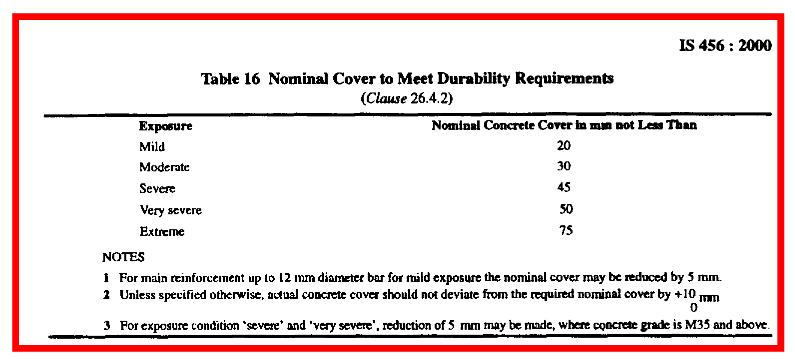 IS 456 : 2000
Table 16 Nominal Cover to Meet Durability Requirements
(Clause 26.4.2)
Exposure Nominal Concrete Cover in mm not Less Than
Mild 20
Moderate 30
Severe 45
Very severe 50
Extreme 75
NOTES
1 For main reinforcement up to 12 mm diameter bar for mild exposure the nominal cover may be reduced by 5 mm.
2 Unless specified otherwise, actual concrete cover should not deviate from the required nominal cover by +10 mm
0
3 For exposure condition ‘severe’ and ‘very severe’, reduction of 5 mm may be made, where concrete grade is M35 and above.